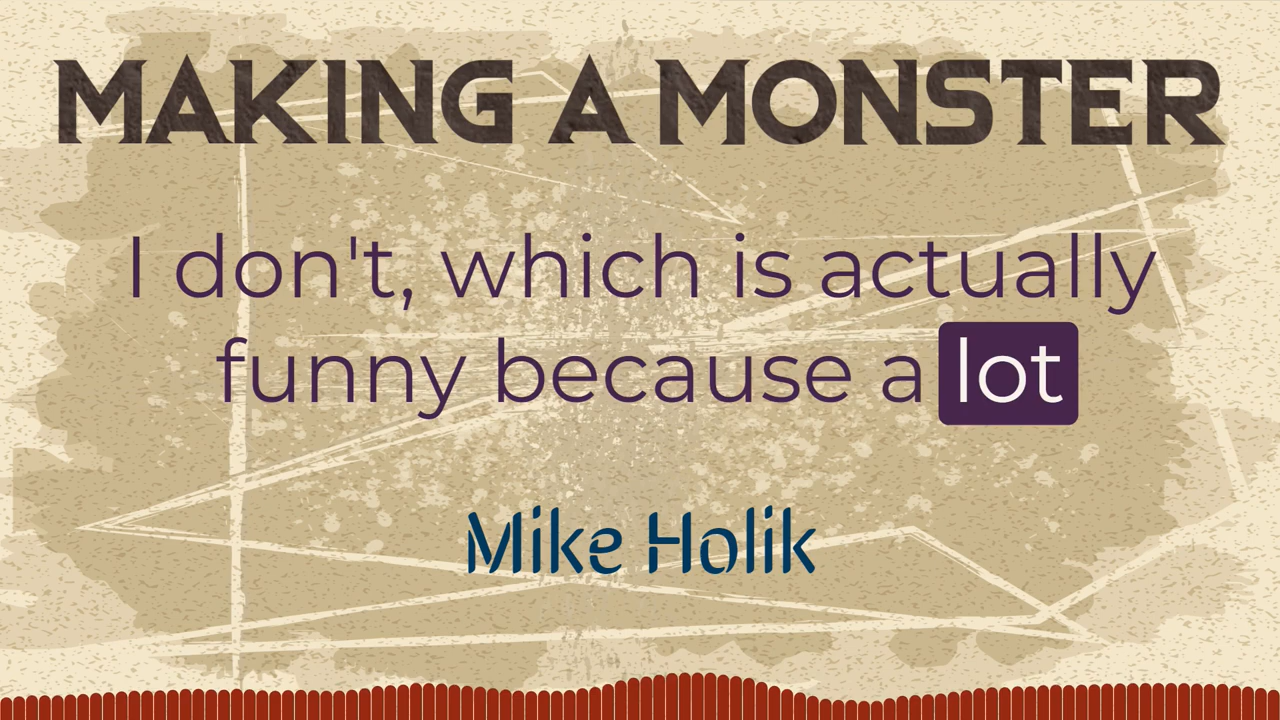 MAKING A MONSTER
I don't, which is actually
funny because a lot
Mike Holik